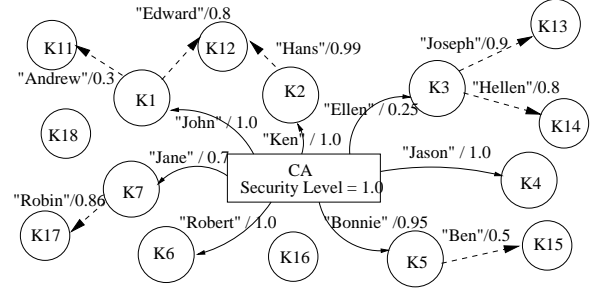 "Edward"/0.8
K13
K11
K12
"Hans"/0.99
"Joseph"/0.9
"Andrew"/0.3
K1
K2
K3
"Hellen"/0.8
"Ellen" / 0.25
K18
"John" / 1.0
K14
"Ken" / 1.0
"Jane" / 0.7
CA
"Jason" / 1.0
Security Level = 1.0
K7
K4
"Robin"/0.86
"Robert" / 1.0
"Bonnie"/0.95
K17
"Ben"/0.5
K15
K6
K16
K5